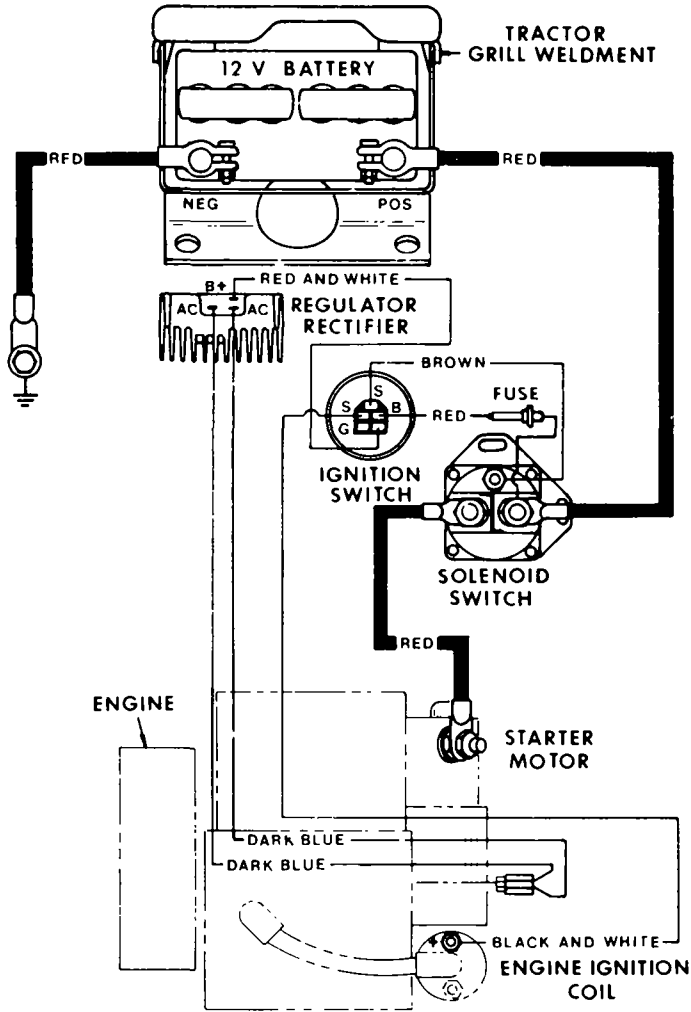 TRACTOR
GRILL WELDMENT
12 V BATTERY
RED
RED
NEG
POS
B+
RED AND WHITE
AC
AC
REGULATOR
RECTIFIER
BROWN
FUSE
S
S
B
RED
G
IGNITION
SWITCH
SOLENOID
SWITCH
RED
ENGINE
STARTER
MOTOR
DARK BLUE
DARK BLUE
+
BLACK AND WHITE
ENGINE IGNITION
COIL
-